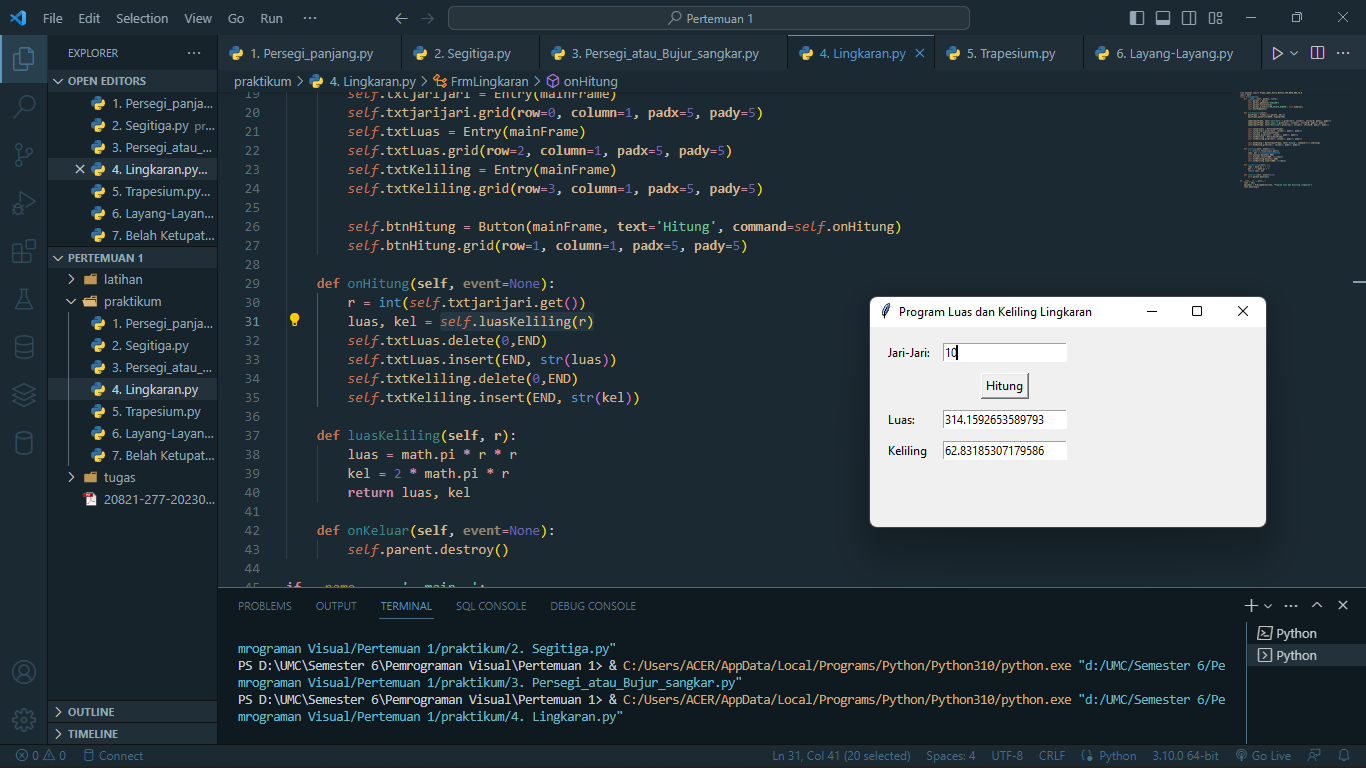 File Edit Selection View Go Run ··· Pertemuan 1
EXPLORER ···
OPEN EDITORS
1. Persegi_panja...
2. Segitiga.py pr...
3. Persegi_atau_...
4. Lingkaran.py...
5. Trapesium.py...
6. Layang-Layan...
7. Belah Ketupat...
PERTEMUAN 1
latihan
praktikum
1. Persegi_panja...
2. Segitiga.py
3. Persegi_atau_...
4. Lingkaran.py
5. Trapesium.py
6. Layang-Layan...
7. Belah Ketupat...
tugas
20821-277-20230...
OUTLINE
TIMELINE
1. Persegi_panjang.py 2. Segitiga.py 3. Persegi_atau_Bujur_sangkar.py 4. Lingkaran.py 5. Trapesium.py 6. Layang-Layang.py
praktikum > 4. Lingkaran.py > FrmLingkaran > onHitung
19 self.txtjarijari = Entry(mainFrame)
20 self.txtjarijari.grid(row=0, column=1, padx=5, pady=5)
21 self.txtLuas = Entry(mainFrame)
22 self.txtLuas.grid(row=2, column=1, padx=5, pady=5)
23 self.txtKeliling = Entry(mainFrame)
24 self.txtKeliling.grid(row=3, column=1, padx=5, pady=5)
25
26 self.btnHitung = Button(mainFrame, text='Hitung', command=self.onHitung)
27 self.btnHitung.grid(row=1, column=1, padx=5, pady=5)
28
29 def onHitung(self, event=None):
30 r = int(self.txtjarijari.get())
31 luas, kel = self.luasKeliling(r)
32 self.txtLuas.delete(0,END)
33 self.txtLuas.insert(END, str(luas))
34 self.txtKeliling.delete(0,END)
35 self.txtKeliling.insert(END, str(kel))
36
37 def luasKeliling(self, r):
38 luas = math.pi * r * r
39 kel = 2 * math.pi * r
40 return luas, kel
41
42 def onKeluar(self, event=None):
43 self.parent.destroy()
44
45 if __name__ == '__main__':
Program Luas dan Keliling Lingkaran
Jari-Jari: 10
Hitung
Luas: 314.1592653589793
Keliling 62.83185307179586
PROBLEMS OUTPUT TERMINAL SQL CONSOLE DEBUG CONSOLE
mrograman Visual/Pertemuan 1/praktikum/2. Segitiga.py"
PS D:\UMC\Semester 6\Pemrograman Visual\Pertemuan 1> & C:/Users/ACER/AppData/Local/Programs/Python/Python310/python.exe "d:/UMC/Semester 6/Pe
mrograman Visual/Pertemuan 1/praktikum/3. Persegi_atau_Bujur_sangkar.py"
PS D:\UMC\Semester 6\Pemrograman Visual\Pertemuan 1> & C:/Users/ACER/AppData/Local/Programs/Python/Python310/python.exe "d:/UMC/Semester 6/Pe
mrograman Visual/Pertemuan 1/praktikum/4. Lingkaran.py"
Python
Python
0 0 Connect Ln 31, Col 41 (20 selected) Spaces: 4 UTF-8 CRLF Python 3.10.0 64-bit Go Live